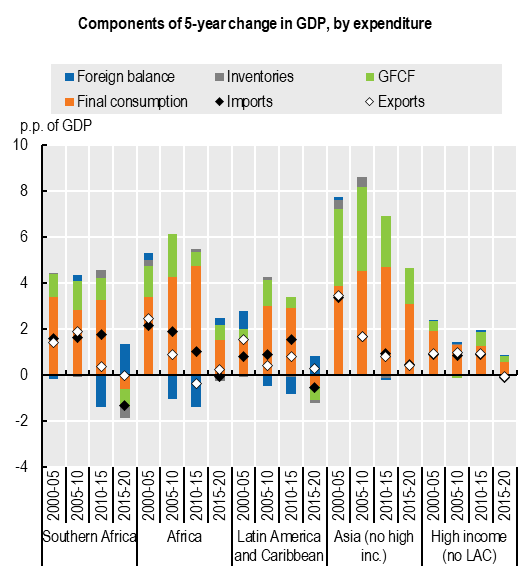 Components of 5-year change in GDP, by expenditure
Foreign balance Inventories GFCF
Final consumption Imports Exports
p.p. of GDP
10
8
6
4
2
0
-2
-4
2000-05 2005-10 2010-15 2015-20 2000-05 2005-10 2010-15 2015-20 2000-05 2005-10 2010-15 2015-20 2000-05 2005-10 2010-15 2015-20 2000-05 2005-10 2010-15 2015-20
Southern Africa Africa Latin America Asia (no high High income
and Caribbean inc.) (no LAC)